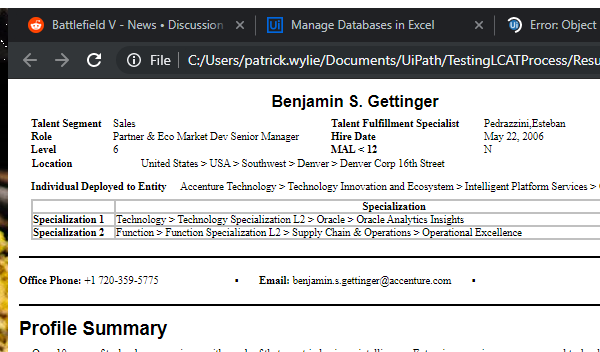 Battlefield V - News • Discussion
Manage Databases in Excel
Error: Object
File C:/Users/patrick.wylie/Documents/UiPath/TestingLCATProcess/Resu
Benjamin S. Gettinger
Talent Segment Sales Talent Fulfillment Specialist Pedrazzini,Esteban
Role Partner & Eco Market Dev Senior Manager Hire Date May 22, 2006
Level 6 MAL < 12 N
Location United States > USA > Southwest > Denver > Denver Corp 16th Street
Individual Deployed to Entity Accenture Technology > Technology Innovation and Ecosystem > Intelligent Platform Services >
Specialization
Specialization 1 Technology > Technology Specialization L2 > Oracle > Oracle Analytics Insights
Specialization 2 Function > Function Specialization L2 > Supply Chain & Operations > Operational Excellence
Office Phone: +1 720-359-5775 • Email: benjamin.s.gettinger@accenture.com •
Profile Summary